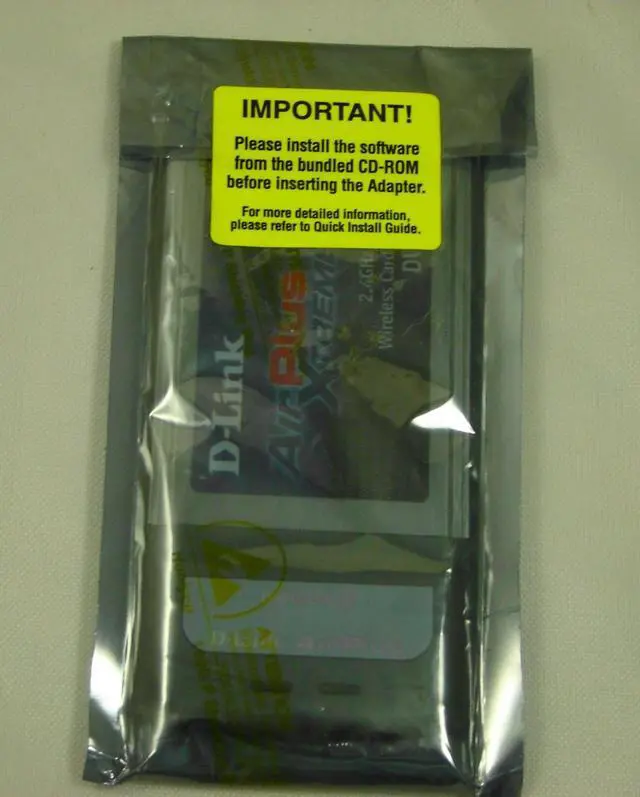 IMPORTANT!
Please install the software
from the bundled CD-ROM
before inserting the Adapter.
For more detailed information,
please refer to Quick Install Guide.
D-Link
AirPlus
XTREME
2.4GHz
Wireless Card